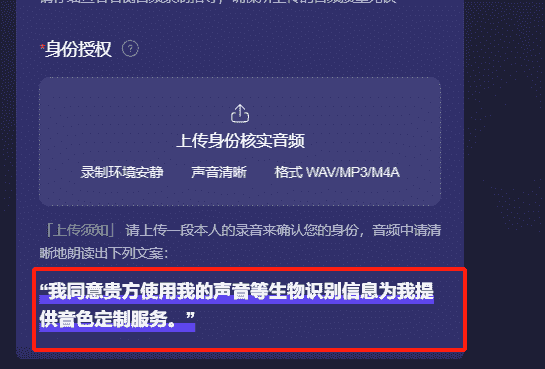 *身份授权 ?
上传身份核实音频
录制环境安静 声音清晰 格式 WAV/MP3/M4A
「上传须知」请上传一段本人的录音来确认您的身份，音频中请清
晰地朗读出下列文案：
“我同意贵方使用我的声音等生物识别信息为我提
供音色定制服务。”